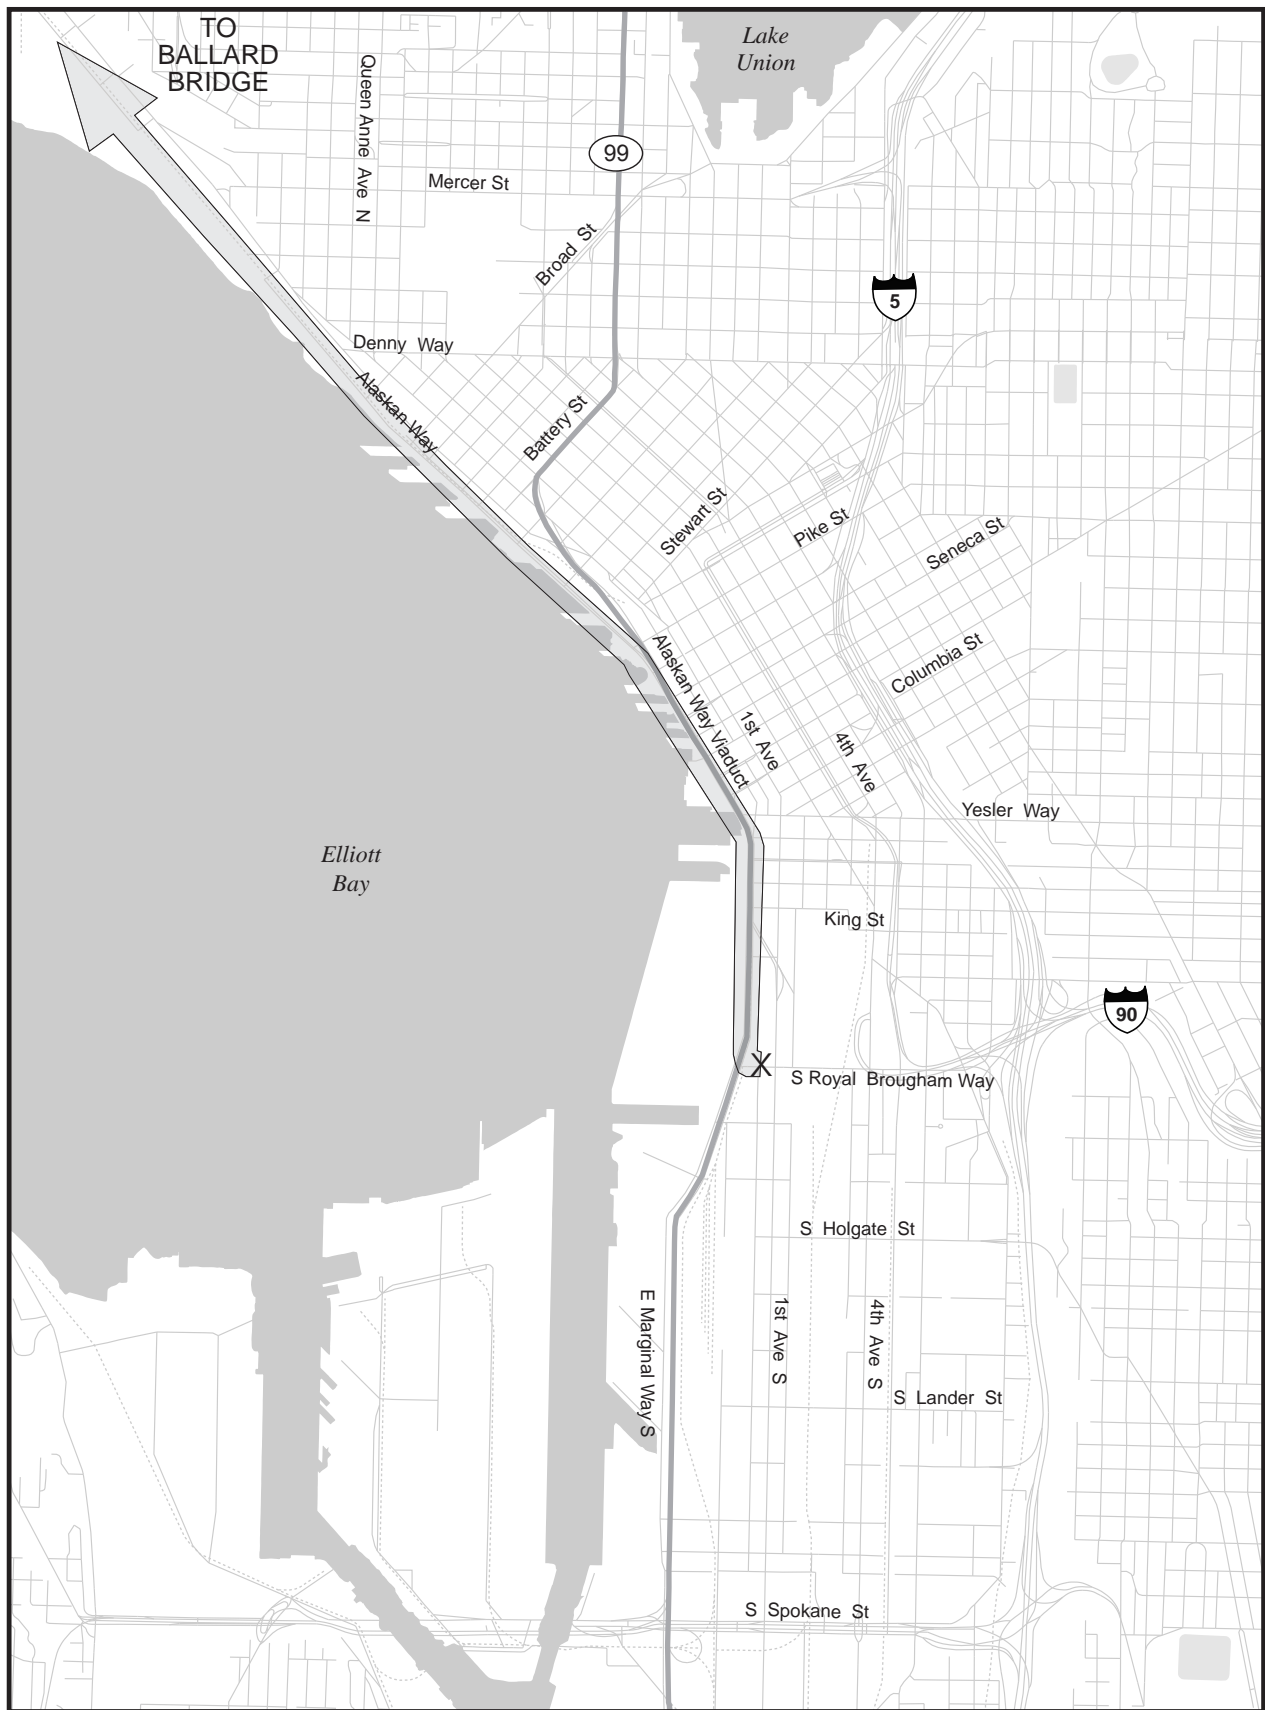 TO
BALLARD
BRIDGE
Lake
Union
Queen Anne Ave N
99
Mercer St
Broad St
5
Denny Way
Alaskan Way
Battery St
Stewart St
Pike St
Seneca St
Columbia St
Alaskan Way Viaduct
1st Ave
4th Ave
Yesler Way
Elliott
Bay
King St
90
X
S Royal Brougham Way
S Holgate St
E Marginal Way S
1st Ave S
4th Ave S
S Lander St
S Spokane St